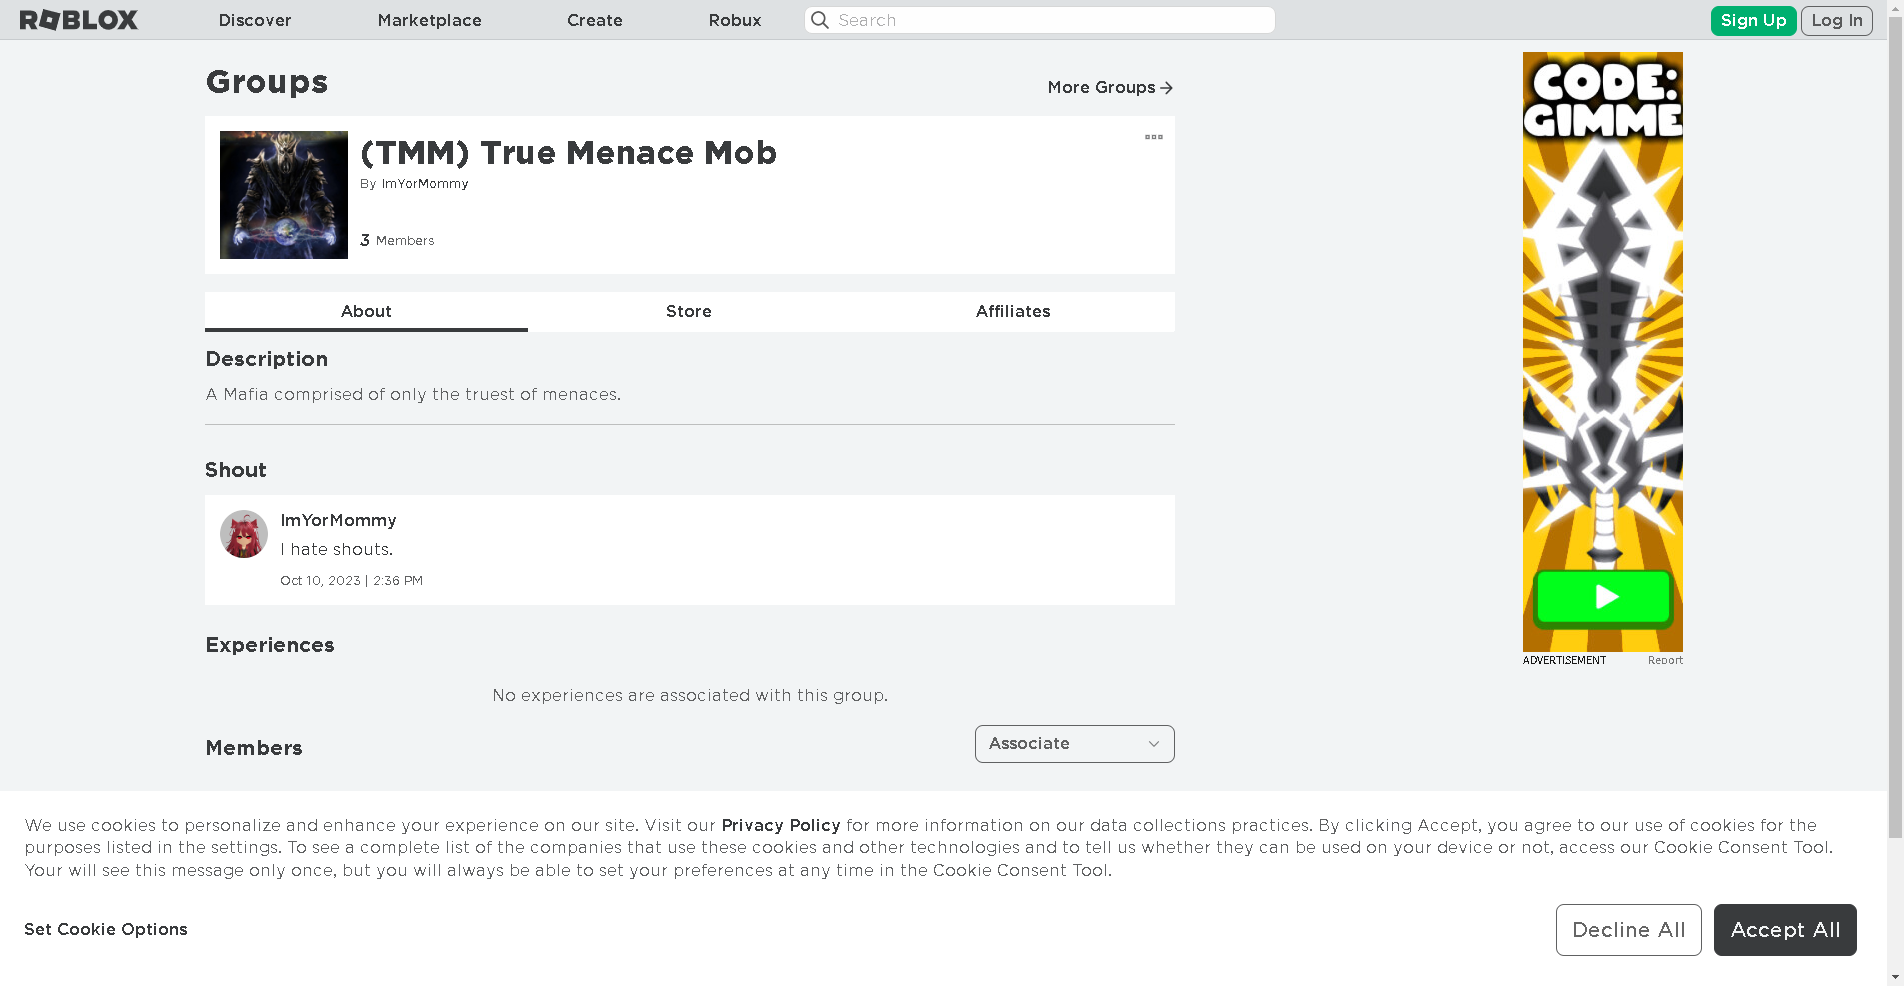 ROBLOX Discover Marketplace Create Robux Search Sign Up Log In
Groups
More Groups
(TMM) True Menace Mob
By ImYorMommy
3 Members
About Store Affiliates
Description
A Mafia comprised of only the truest of menaces.
Shout
ImYorMommy
I hate shouts.
Oct 10, 2023 | 2:36 PM
Experiences
No experiences are associated with this group.
Members
Associate
CODE:
GIMME
ADVERTISEMENT Report
We use cookies to personalize and enhance your experience on our site. Visit our Privacy Policy for more information on our data collections practices. By clicking Accept, you agree to our use of cookies for the
purposes listed in the settings. To see a complete list of the companies that use these cookies and other technologies and to tell us whether they can be used on your device or not, access our Cookie Consent Tool.
Your will see this message only once, but you will always be able to set your preferences at any time in the Cookie Consent Tool.
Set Cookie Options
Decline All
Accept All